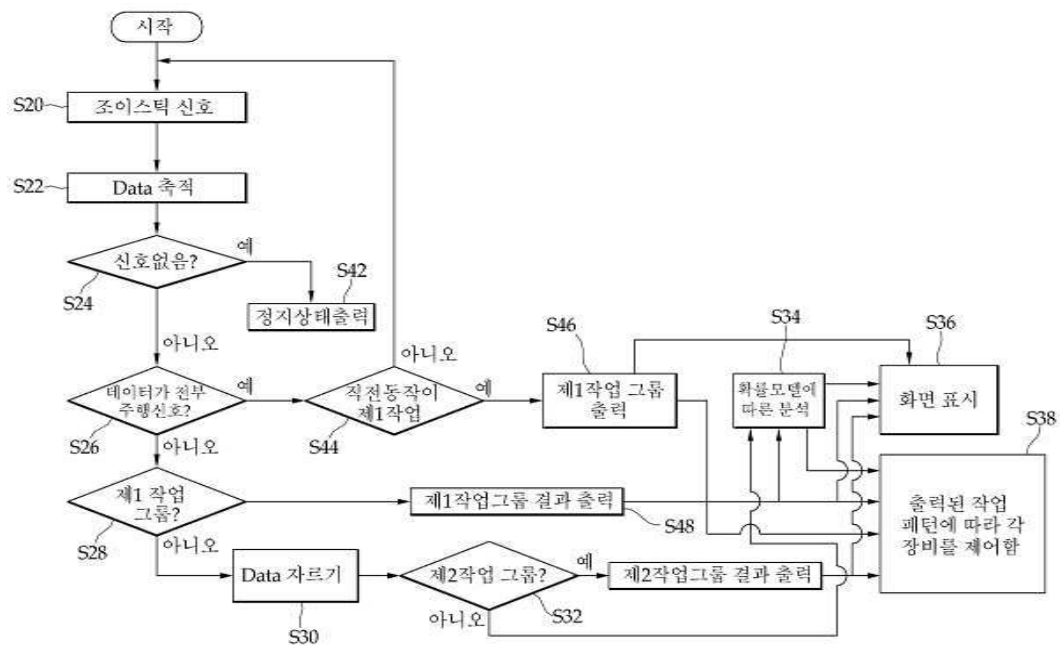 시작
S20
조이스틱 신호
S22
Data 축적
신호없음?
예
S24
S42
정지상태출력
아니오
데이터가 전부
주행신호?
예
S26
아니오
직전동작이
제1작업
예
S44
S46
제1작업 그룹
출력
S34
확률모델에
따른 분석
S36
화면 표시
아니오
제1 작업
그룹?
S28
제1작업그룹 결과 출력
S48
S38
출력된 작업
패턴에 따라 각
장비를 제어함
아니오
Data 자르기
S30
제2작업 그룹?
예
S32
아니오
제2작업그룹 결과 출력